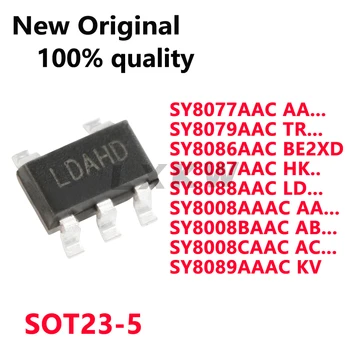 New Original
100% quality
LDAHD
SY8077AAC AA...
SY8079AAC TR...
SY8086AAC BE2XD
SY8087AAC HK..
SY8088AAC LD...
SY8008AAAC AA...
SY8008BAAC AB...
SY8008CAAC AC...
SY8089AAAC KV
SOT23-5